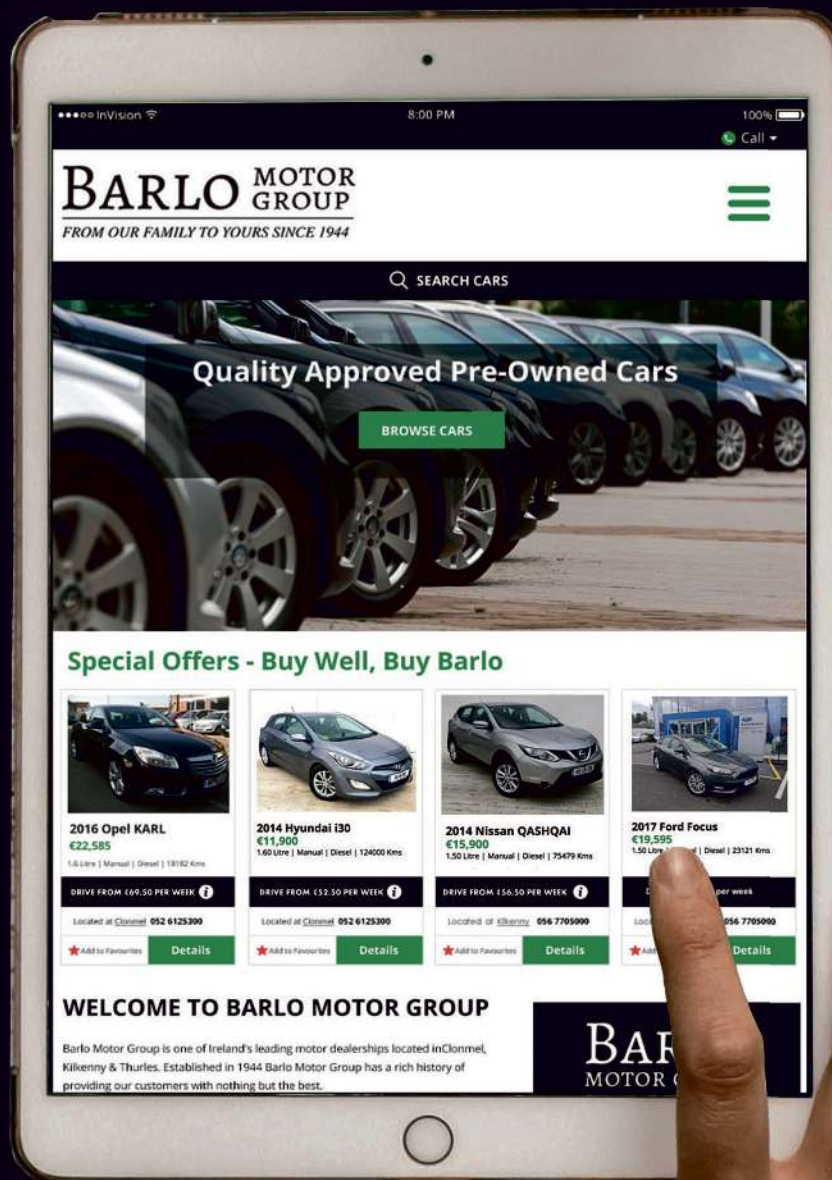 InVision
8:00 PM
100%
Call
BARLO MOTOR GROUP
FROM OUR FAMILY TO YOURS SINCE 1944
SEARCH CARS
Quality Approved Pre-Owned Cars
BROWSE CARS
Special Offers - Buy Well, Buy Barlo
2016 Opel KARL
€22,585
1.6 Litre | Manual | Diesel | 18182 Kms
DRIVE FROM €69.50 PER WEEK i
Located at Clonmel 052 6125300
Add to Favourites
Details
2014 Hyundai i30
€11,900
1.60 Litre | Manual | Diesel | 124000 Kms
DRIVE FROM €52.50 PER WEEK i
Located at Clonmel 052 6125300
Add to Favourites
Details
2014 Nissan QASHQAI
€15,900
1.50 Litre | Manual | Diesel | 75479 Kms
DRIVE FROM €56.50 PER WEEK i
Located at Kilkenny 056 7705000
Add to Favourites
Details
2017 Ford Focus
€19,595
1.50 Litre | Diesel | 23121 Kms
per week
056 7705000
Details
WELCOME TO BARLO MOTOR GROUP
Barlo Motor Group is one of Ireland's leading motor dealerships located inClonmel,
Kilkenny & Thurles. Established in 1944 Barlo Motor Group has a rich history of
providing our customers with nothing but the best.
MOTOR